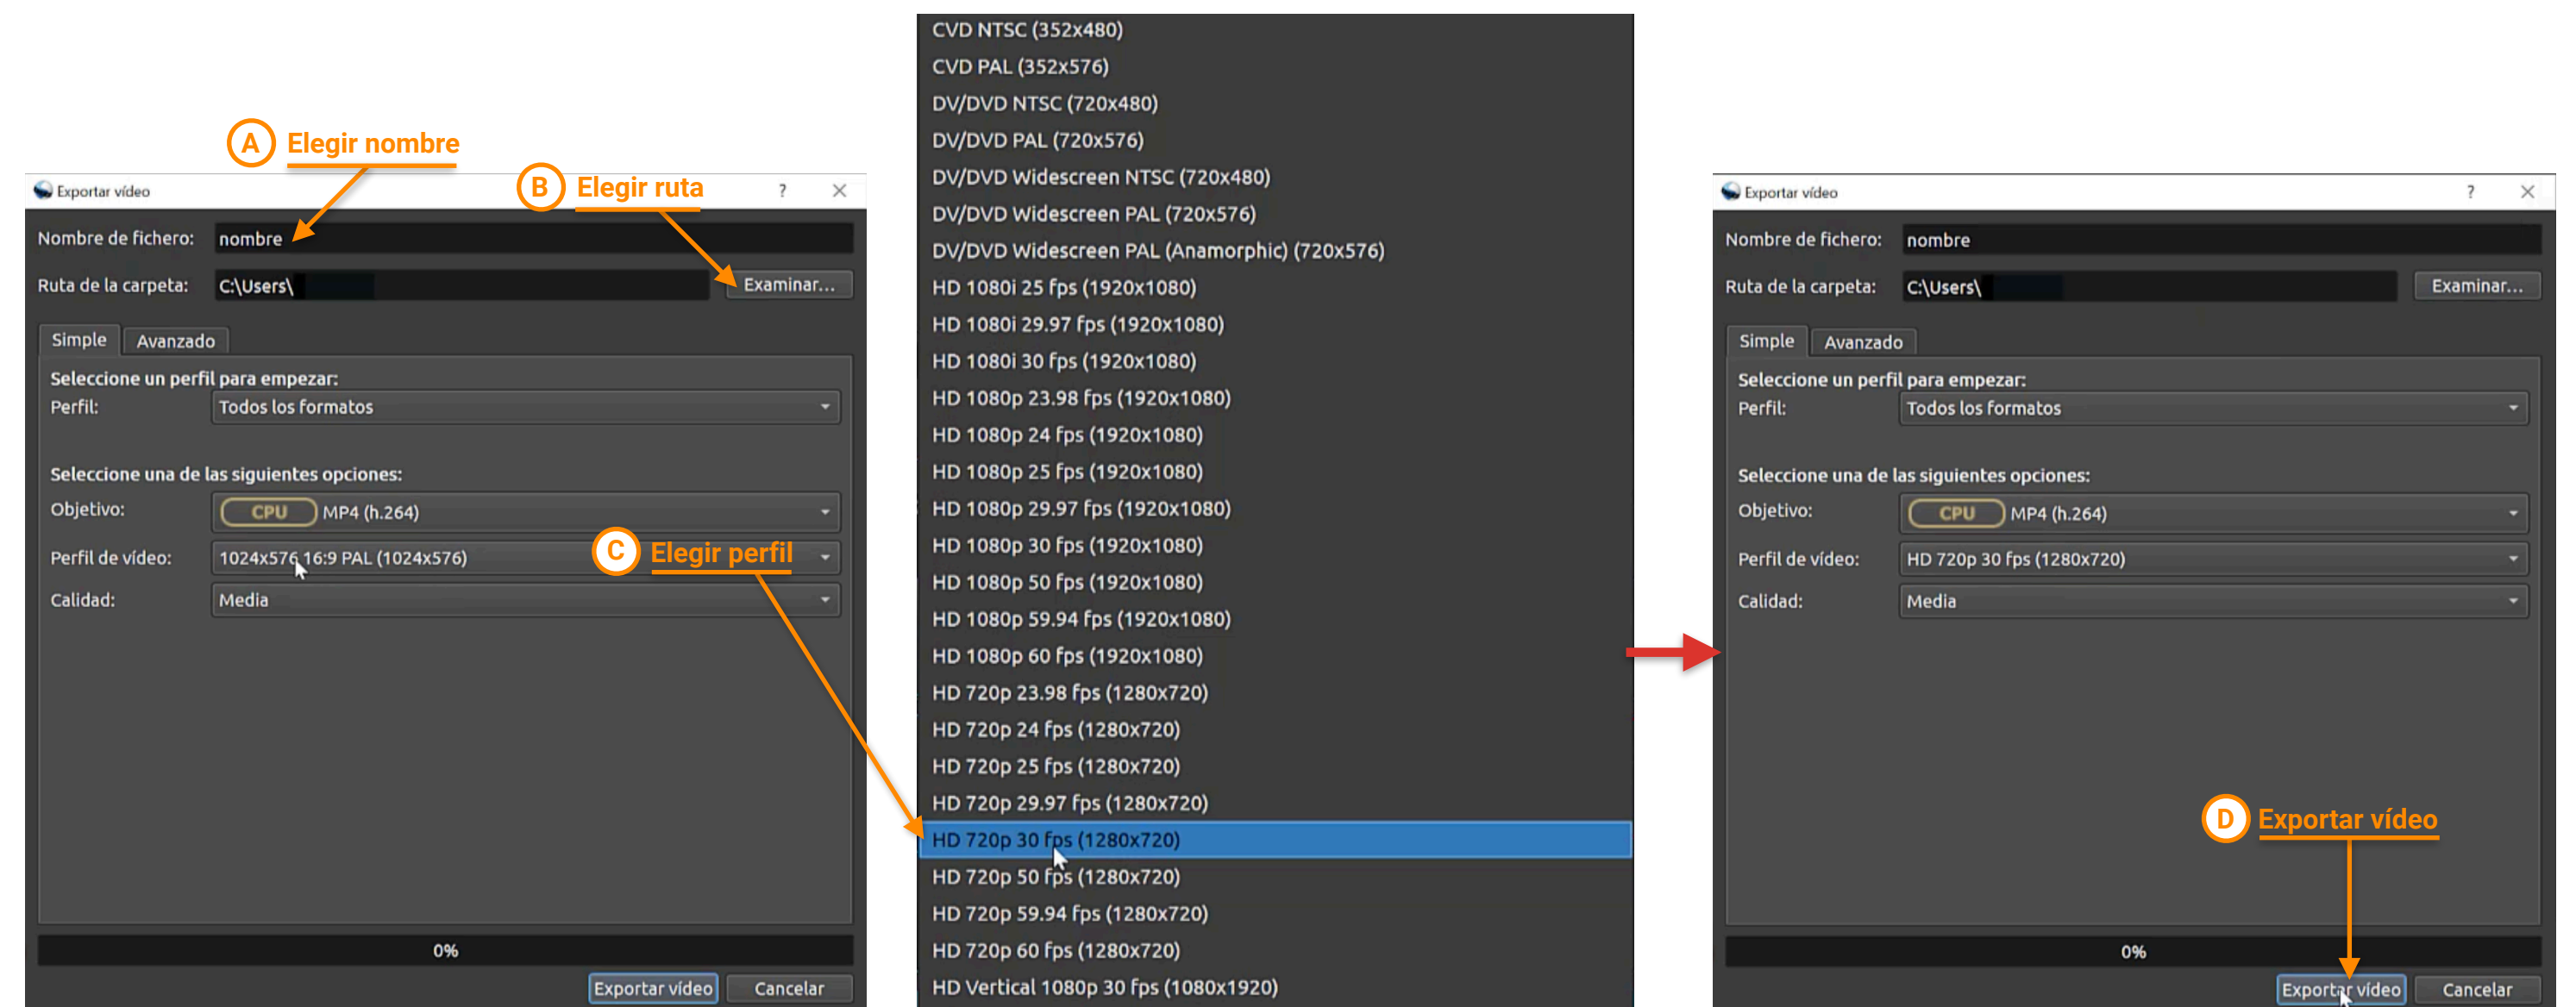 A Elegir nombre
B Elegir ruta
Exportar vídeo ?
Nombre de fichero: nombre
Ruta de la carpeta: C:\Users\ Examinar...
Simple Avanzado
Seleccione un perfil para empezar:
Perfil: Todos los formatos
Seleccione una de las siguientes opciones:
Objetivo: CPU MP4 (h.264)
Perfil de vídeo: 1024x576 16:9 PAL (1024x576)
C Elegir perfil
Calidad: Media
0%
Exportar vídeo Cancelar
CVD NTSC (352x480)
CVD PAL (352x576)
DV/DVD NTSC (720x480)
DV/DVD PAL (720x576)
DV/DVD Widescreen NTSC (720x480)
DV/DVD Widescreen PAL (720x576)
DV/DVD Widescreen PAL (Anamorphic) (720x576)
HD 1080i 25 fps (1920x1080)
HD 1080i 29.97 fps (1920x1080)
HD 1080i 30 fps (1920x1080)
HD 1080p 23.98 fps (1920x1080)
HD 1080p 24 fps (1920x1080)
HD 1080p 25 fps (1920x1080)
HD 1080p 29.97 fps (1920x1080)
HD 1080p 30 fps (1920x1080)
HD 1080p 50 fps (1920x1080)
HD 1080p 59.94 fps (1920x1080)
HD 1080p 60 fps (1920x1080)
HD 720p 23.98 fps (1280x720)
HD 720p 24 fps (1280x720)
HD 720p 25 fps (1280x720)
HD 720p 29.97 fps (1280x720)
HD 720p 30 fps (1280x720)
HD 720p 50 fps (1280x720)
HD 720p 59.94 fps (1280x720)
HD 720p 60 fps (1280x720)
HD Vertical 1080p 30 fps (1080x1920)
Exportar vídeo ?
Nombre de fichero: nombre
Ruta de la carpeta: C:\Users\ Examinar...
Simple Avanzado
Seleccione un perfil para empezar:
Perfil: Todos los formatos
Seleccione una de las siguientes opciones:
Objetivo: CPU MP4 (h.264)
Perfil de vídeo: HD 720p 30 fps (1280x720)
Calidad: Media
D Exportar vídeo
0%
Exportar vídeo Cancelar